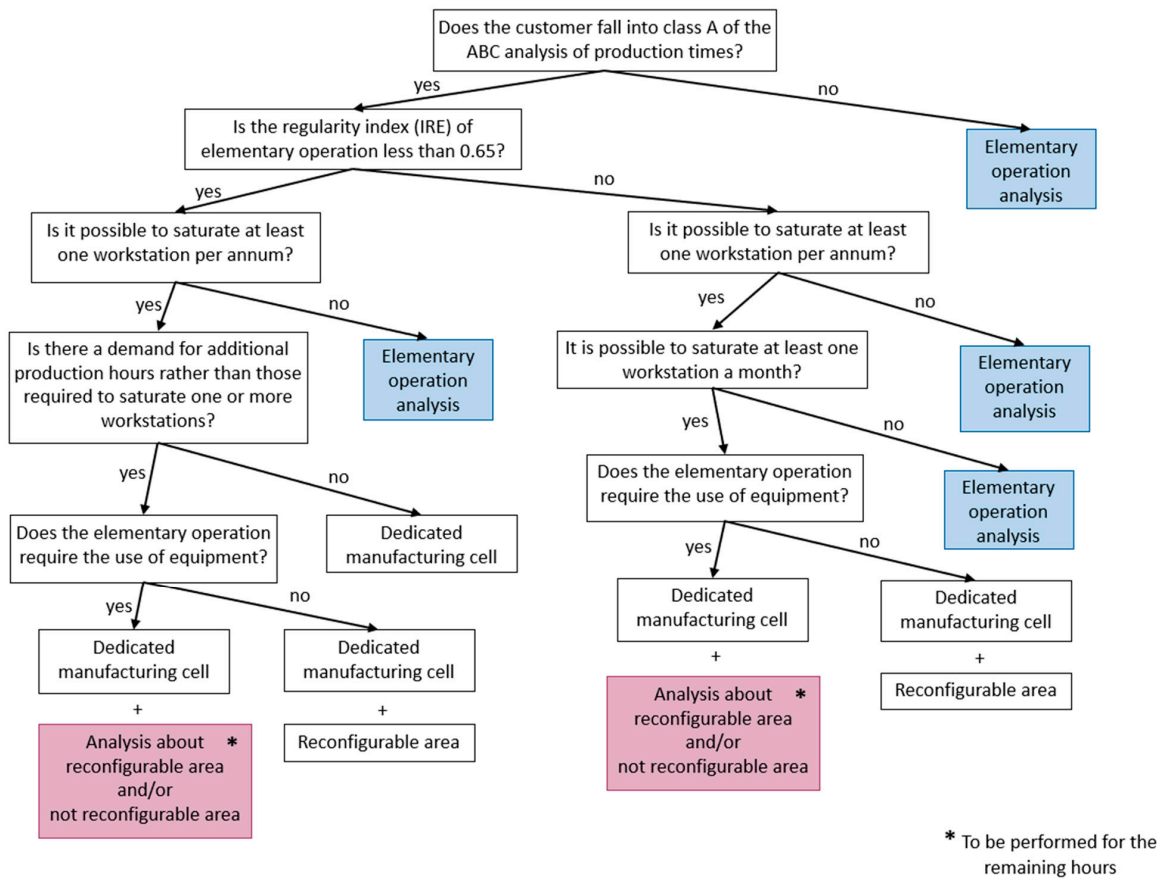 Does the customer fall into class A of the
ABC analysis of production times?
yes
no
Is the regularity index (IRE) of
elementary operation less than 0.65?
Elementary
operation
analysis
yes
no
Is it possible to saturate at least
one workstation per annum?
Is it possible to saturate at least
one workstation per annum?
yes
no
yes
no
Is there a demand for additional
production hours rather than those
required to saturate one or more
workstations?
Elementary
operation
analysis
It is possible to saturate at least one
workstation a month?
Elementary
operation
analysis
yes
no
yes
no
Does the elementary operation
require the use of equipment?
Dedicated
manufacturing cell
Does the elementary operation
require the use of equipment?
Elementary
operation
analysis
yes
no
yes
no
Dedicated
manufacturing cell
+
Analysis about *
reconfigurable area
and/or
not reconfigurable area
Dedicated
manufacturing cell
+
Reconfigurable area
Dedicated
manufacturing cell
+
Analysis about *
reconfigurable area
and/or
not reconfigurable area
Dedicated
manufacturing cell
+
Reconfigurable area
* To be performed for the
remaining hours